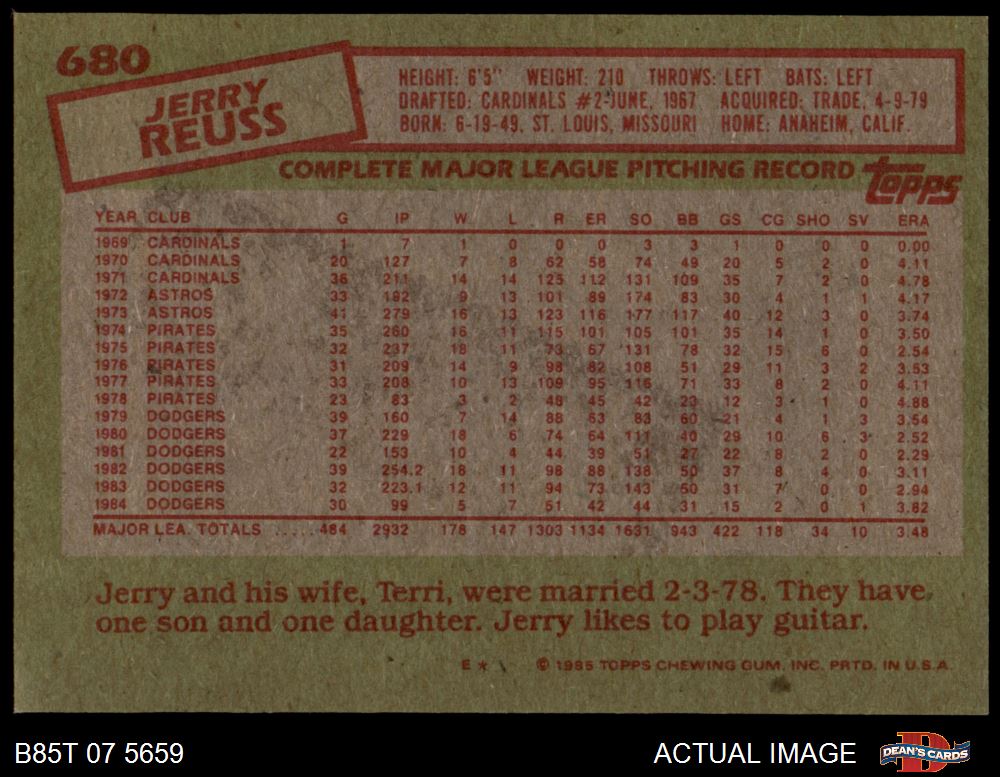 680
JERRY
REUSS
HEIGHT: 6'5" WEIGHT: 210 THROWS: LEFT BATS: LEFT
DRAFTED: CARDINALS #2-JUNE, 1967 ACQUIRED: TRADE, 4-9-79
BORN: 6-19-49, ST. LOUIS, MISSOURI HOME: ANAHEIM, CALIF.
COMPLETE MAJOR LEAGUE PITCHING RECORD topps
YEAR CLUB G IP W L R ER SO BB GS CG SHO SV ERA
1969 CARDINALS 1 7 1 0 0 0 3 3 1 0 0 0 0.00
1970 CARDINALS 20 127 7 8 62 58 74 49 20 5 2 0 4.11
1971 CARDINALS 36 211 14 14 125 112 131 109 35 7 2 0 4.78
1972 ASTROS 33 192 9 13 101 89 174 83 30 4 1 1 4.17
1973 ASTROS 41 279 16 13 123 116 177 117 40 12 3 0 3.74
1974 PIRATES 35 260 16 11 115 101 105 101 35 14 1 0 3.50
1975 PIRATES 32 237 18 11 73 67 131 78 32 15 6 0 2.54
1976 PIRATES 31 209 14 9 98 82 108 51 29 11 3 2 3.53
1977 PIRATES 33 208 10 13 109 95 116 71 33 8 2 0 4.11
1978 PIRATES 23 83 3 2 48 45 42 23 12 3 1 0 4.88
1979 DODGERS 39 160 7 14 88 63 83 60 21 4 1 3 3.54
1980 DODGERS 37 229 18 6 74 64 111 40 29 10 6 3 2.52
1981 DODGERS 22 153 10 4 44 39 51 27 22 8 2 0 2.29
1982 DODGERS 39 254.2 18 11 98 88 138 50 37 8 4 0 3.11
1983 DODGERS 32 223.1 12 11 94 73 143 50 31 7 0 0 2.94
1984 DODGERS 30 99 5 7 51 42 44 31 15 2 0 1 3.82
MAJOR LEA. TOTALS ..... 484 2932 178 147 1303 1134 1631 943 422 118 34 10 3.48
Jerry and his wife, Terri, were married 2-3-78. They have
one son and one daughter. Jerry likes to play guitar.
E * © 1985 TOPPS CHEWING GUM, INC. PRTD. IN U.S.A.
B85T 07 5659 ACTUAL IMAGE DEAN'S CARDS